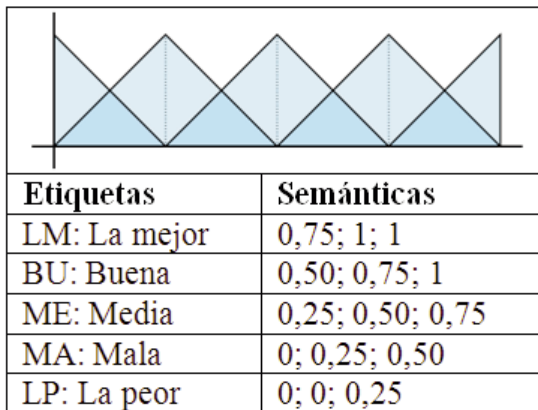 Etiquetas Semánticas
LM: La mejor 0,75; 1; 1
BU: Buena 0,50; 0,75; 1
ME: Media 0,25; 0,50; 0,75
MA: Mala 0; 0,25; 0,50
LP: La peor 0; 0; 0,25